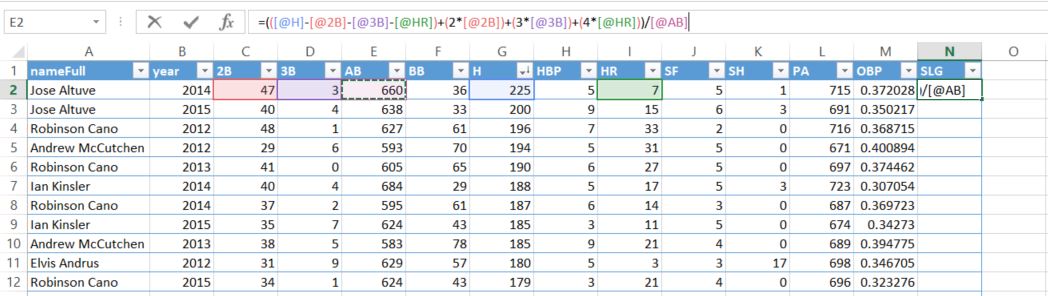 E2 fx =(([@H]-[@2B]-[@3B]-[@HR])+(2*[@2B])+(3*[@3B])+(4*[@HR]))/[@AB]
A B C D E F G H I J K L M N O
1 nameFull year 2B 3B AB BB H HBP HR SF SH PA OBP SLG
2 Jose Altuve 2014 47 3 660 36 225 5 7 5 1 715 0.372028 )/[@AB]
3 Jose Altuve 2015 40 4 638 33 200 9 15 6 3 691 0.350217
4 Robinson Cano 2012 48 1 627 61 196 7 33 2 0 716 0.368715
5 Andrew McCutchen 2012 29 6 593 70 194 5 31 5 0 671 0.400894
6 Robinson Cano 2013 41 0 605 65 190 6 27 5 0 697 0.374462
7 Ian Kinsler 2014 40 4 684 29 188 5 17 5 3 723 0.307054
8 Robinson Cano 2014 37 2 595 61 187 6 14 3 0 687 0.369723
9 Ian Kinsler 2015 35 7 624 43 185 3 11 5 0 674 0.34273
10 Andrew McCutchen 2013 38 5 583 78 185 9 21 4 0 689 0.394775
11 Elvis Andrus 2012 31 9 629 57 180 5 3 3 17 698 0.346705
12 Robinson Cano 2015 34 1 624 43 179 3 21 4 0 696 0.323276